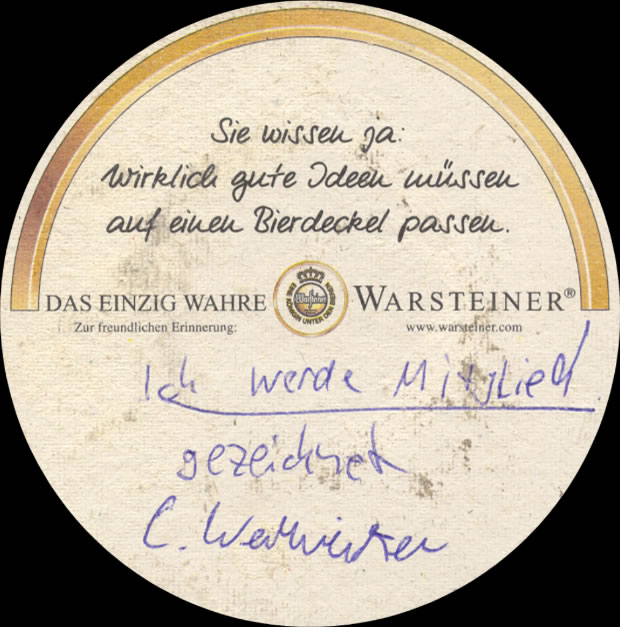 Sie wissen ja:
Wirklich gute Ideen müssen
auf einen Bierdeckel passen.
DAS EINZIG WAHRE Warsteiner WARSTEINER®
Zur freundlichen Erinnerung: www.warsteiner.com
Ich werde Mitglied
gezeichnet
C.